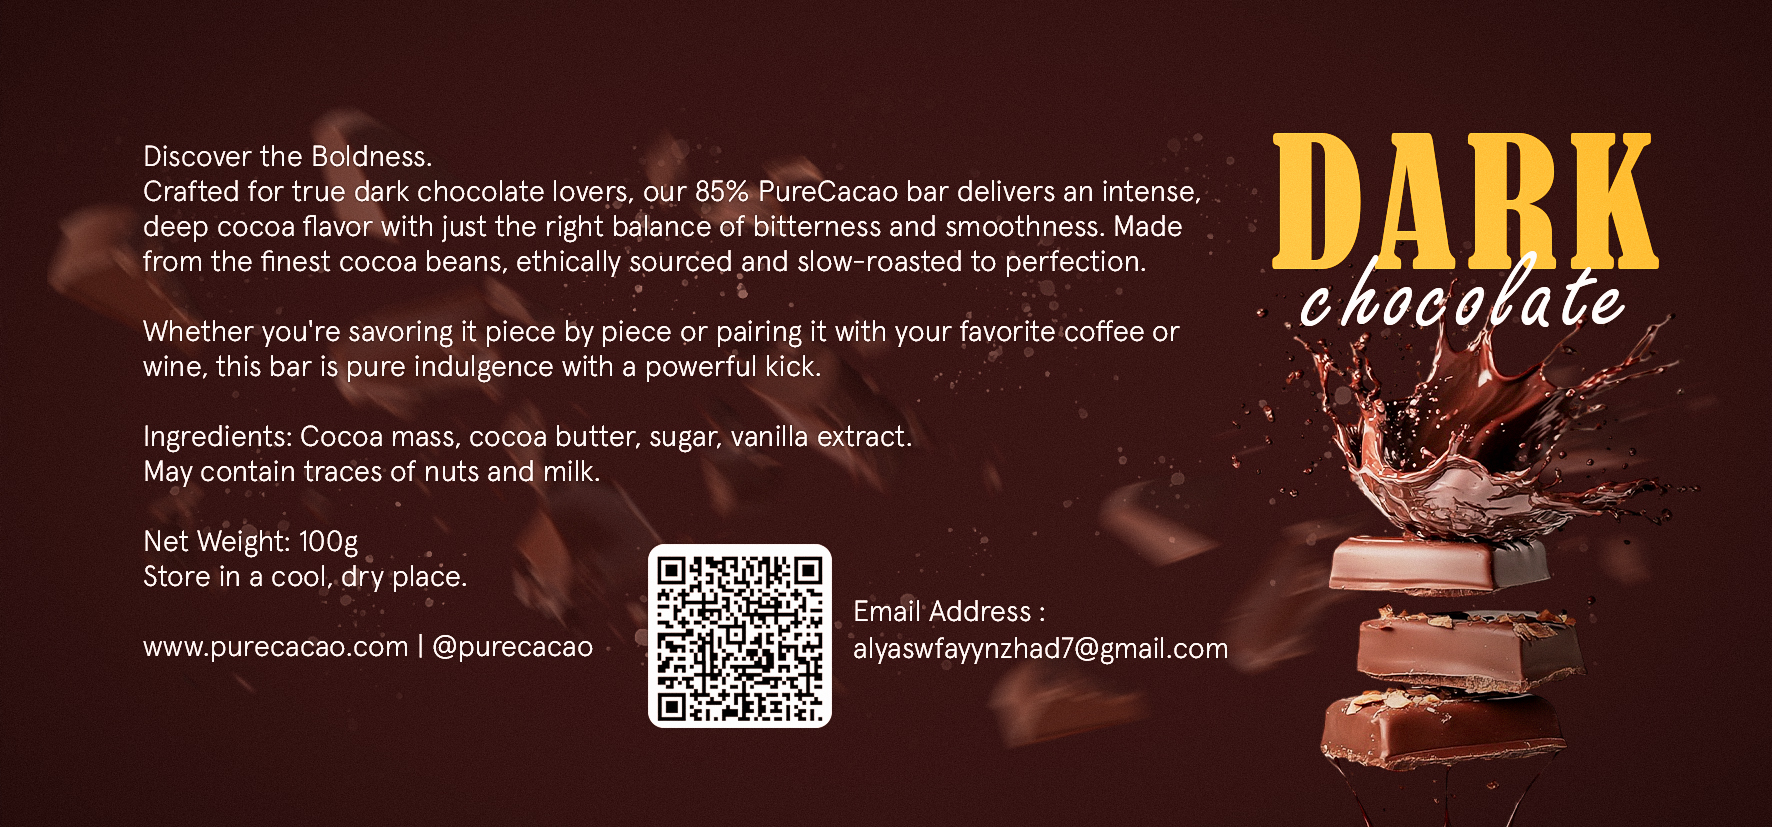 Discover the Boldness.
Crafted for true dark chocolate lovers, our 85% PureCacao bar delivers an intense,
deep cocoa flavor with just the right balance of bitterness and smoothness. Made
from the finest cocoa beans, ethically sourced and slow-roasted to perfection.
Whether you're savoring it piece by piece or pairing it with your favorite coffee or
wine, this bar is pure indulgence with a powerful kick.
Ingredients: Cocoa mass, cocoa butter, sugar, vanilla extract.
May contain traces of nuts and milk.
Net Weight: 100g
Store in a cool, dry place.
www.purecacao.com | @purecacao
Email Address :
alyaswfayynzhad7@gmail.com
DARK
chocolate